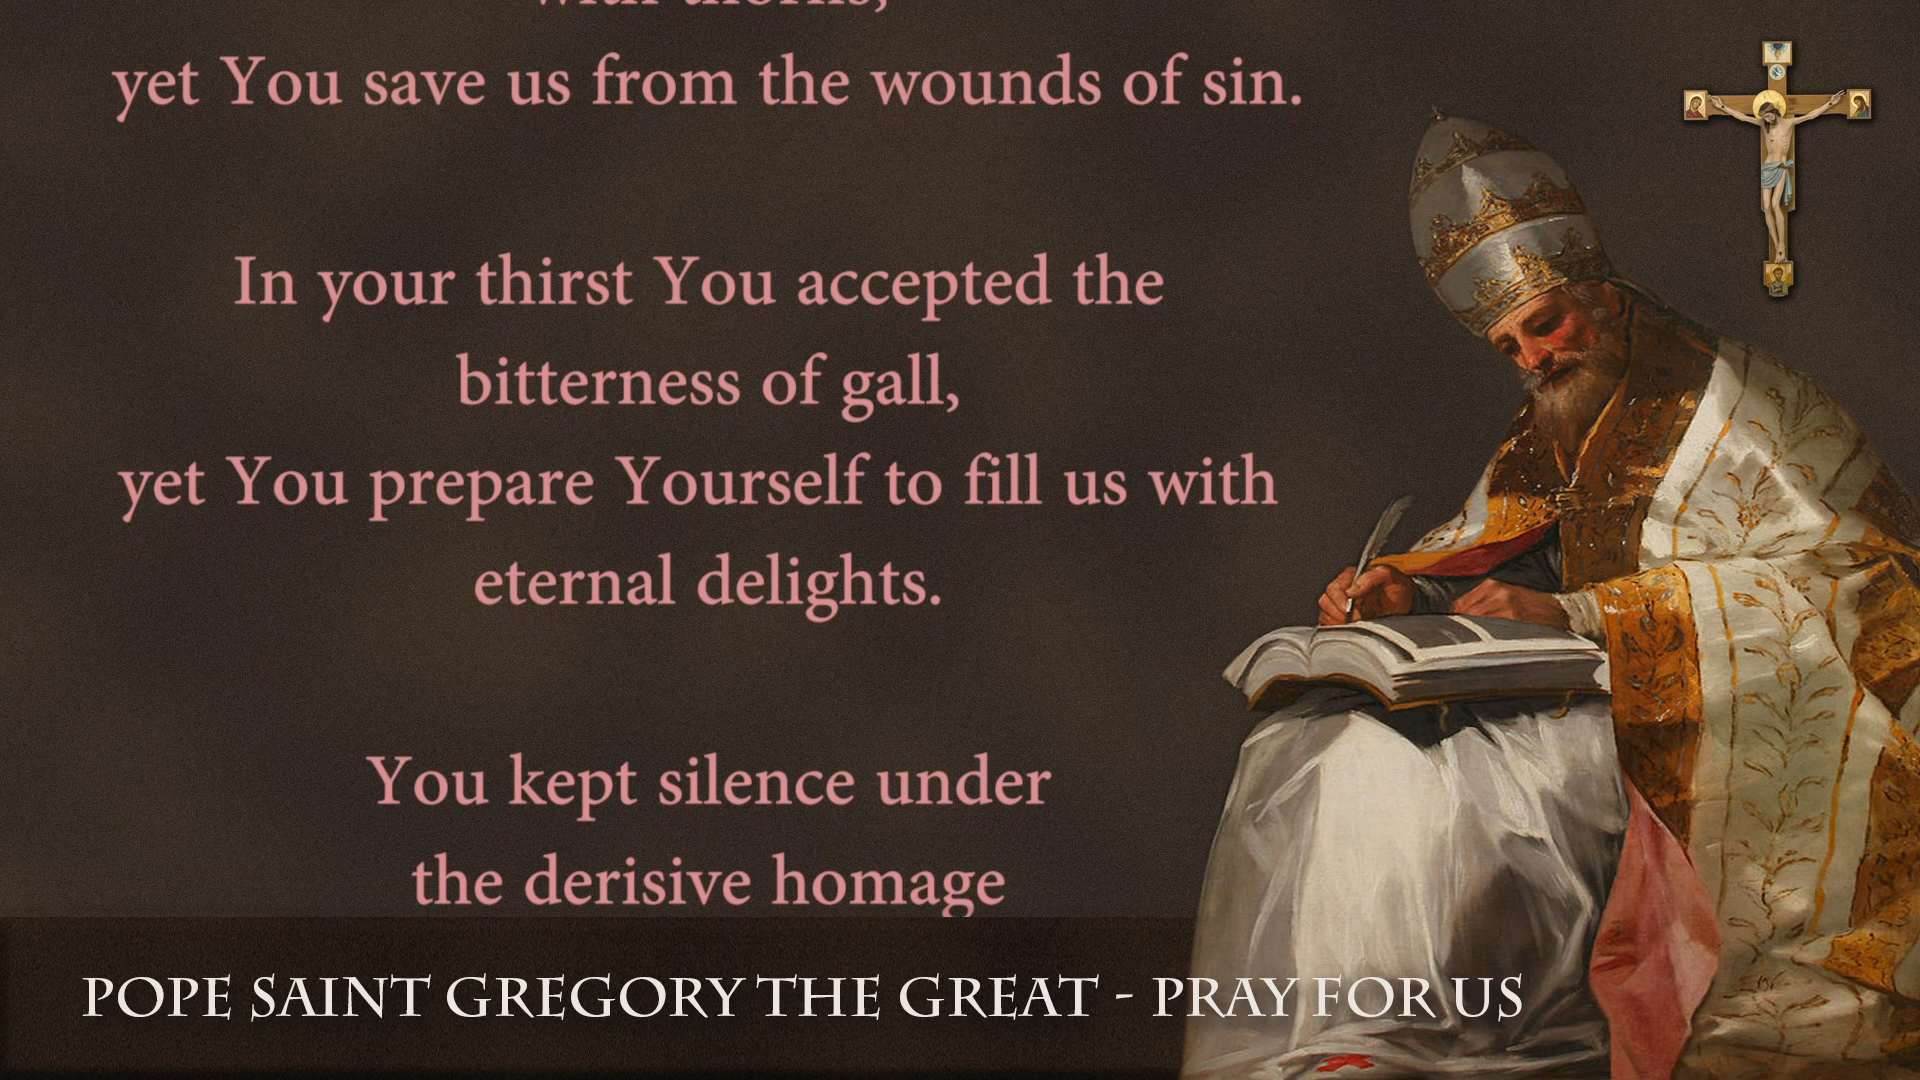 with thorns,
yet You save us from the wounds of sin.
In your thirst You accepted the
bitterness of gall,
yet You prepare Yourself to fill us with
eternal delights.
You kept silence under
the derisive homage
POPE SAINT GREGORY THE GREAT - PRAY FOR US